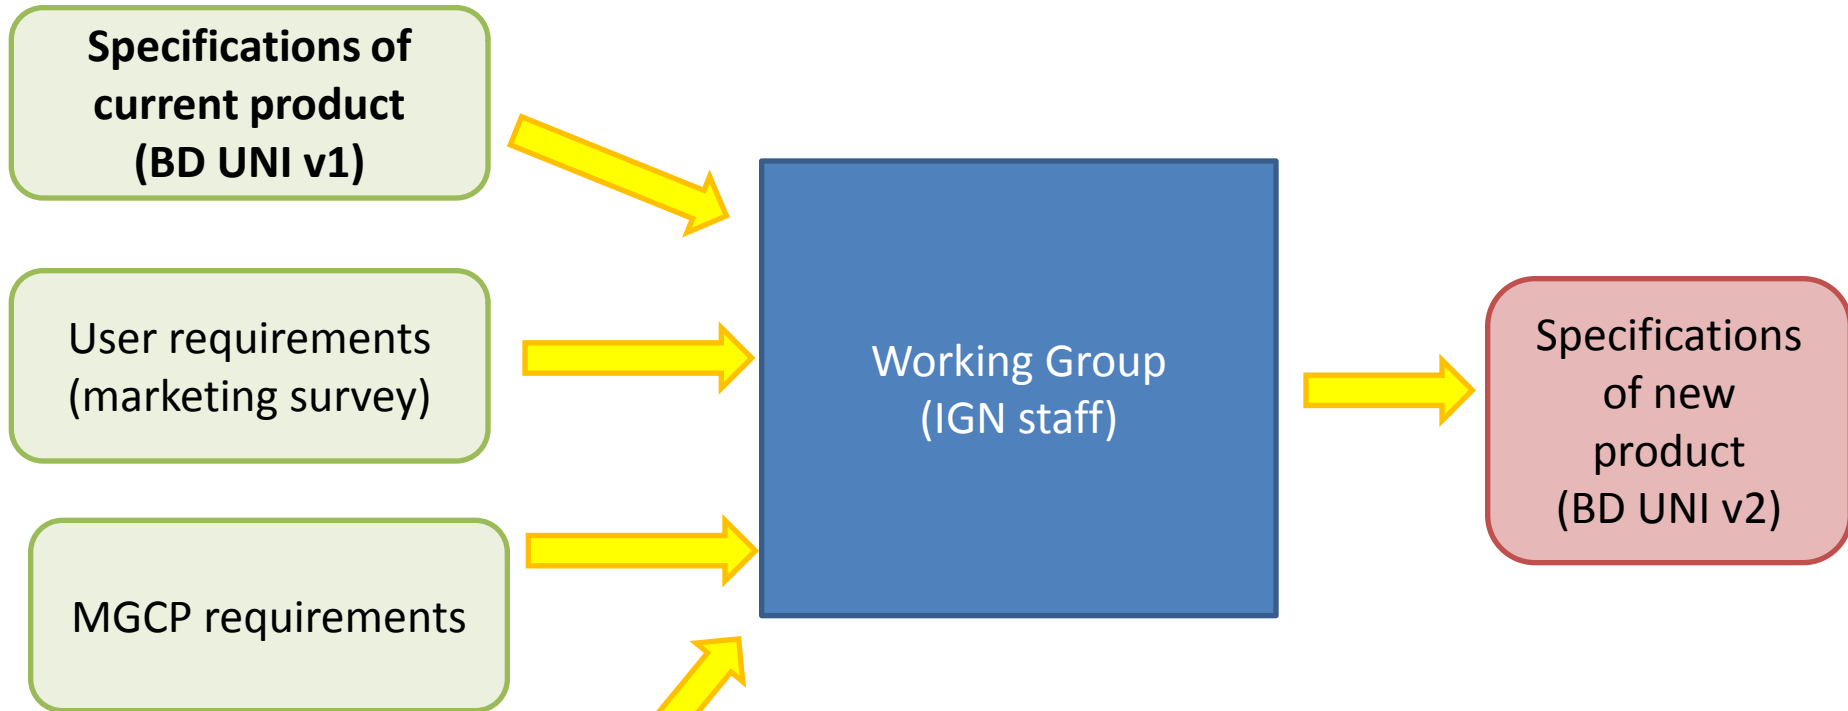 Specifications of
current product
(BD UNI v1)
User requirements
(marketing survey)
MGCP requirements
Working Group
(IGN staff)
Specifications
of new
product
(BD UNI v2)